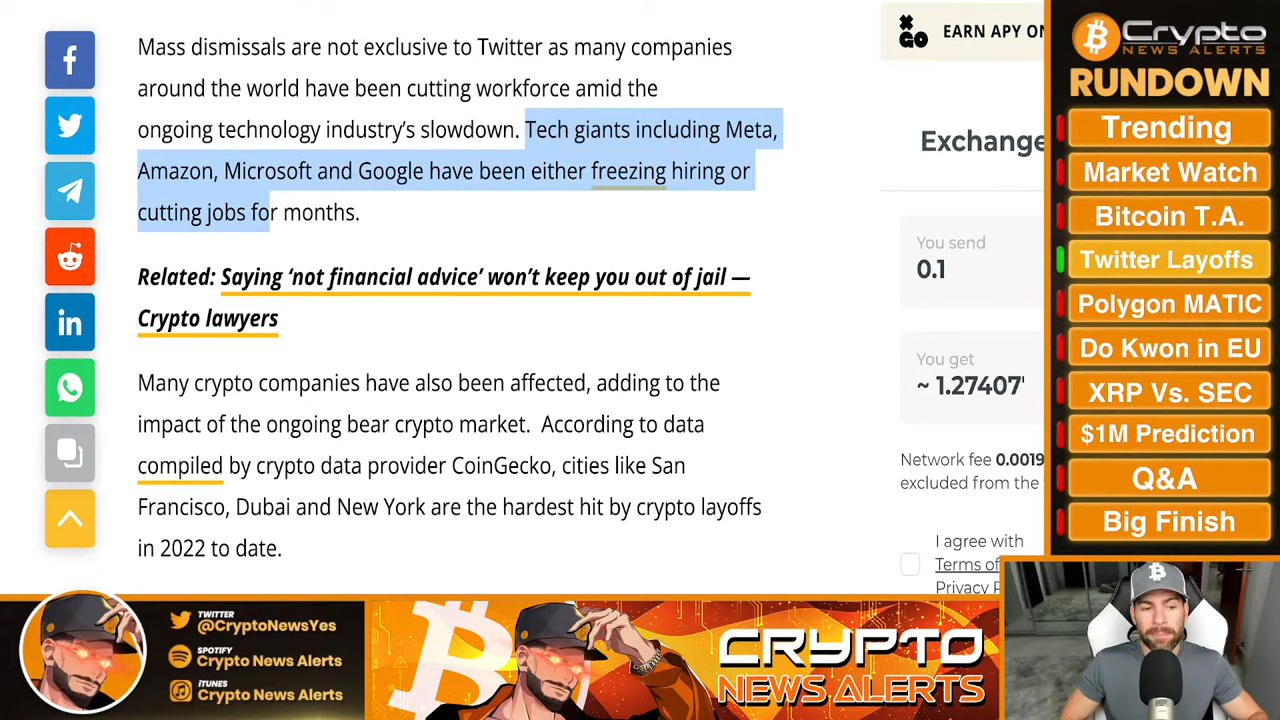 Mass dismissals are not exclusive to Twitter as many companies
around the world have been cutting workforce amid the
ongoing technology industry’s slowdown. Tech giants including Meta,
Amazon, Microsoft and Google have been either freezing hiring or
cutting jobs for months.
Related: Saying ‘not financial advice’ won’t keep you out of jail —
Crypto lawyers
Many crypto companies have also been affected, adding to the
impact of the ongoing bear crypto market.  According to data
compiled by crypto data provider CoinGecko, cities like San
Francisco, Dubai and New York are the hardest hit by crypto layoffs
in 2022 to date.
GO
EARN APY ON
Exchange
You send
0.1
You get
~ 1.27407
Network fee 0.0019
excluded from the
I agree with
Terms of
Privacy P
Crypto
NEWS ALERTS
RUNDOWN
Trending
Market Watch
Bitcoin T.A.
Twitter Layoffs
Polygon MATIC
Do Kwon in EU
XRP Vs. SEC
$1M Prediction
Q&A
Big Finish
TWITTER
@CryptoNewsYes
SPOTIFY
Crypto News Alerts
iTUNES
Crypto News Alerts
CRYPTO
NEWS ALERTS